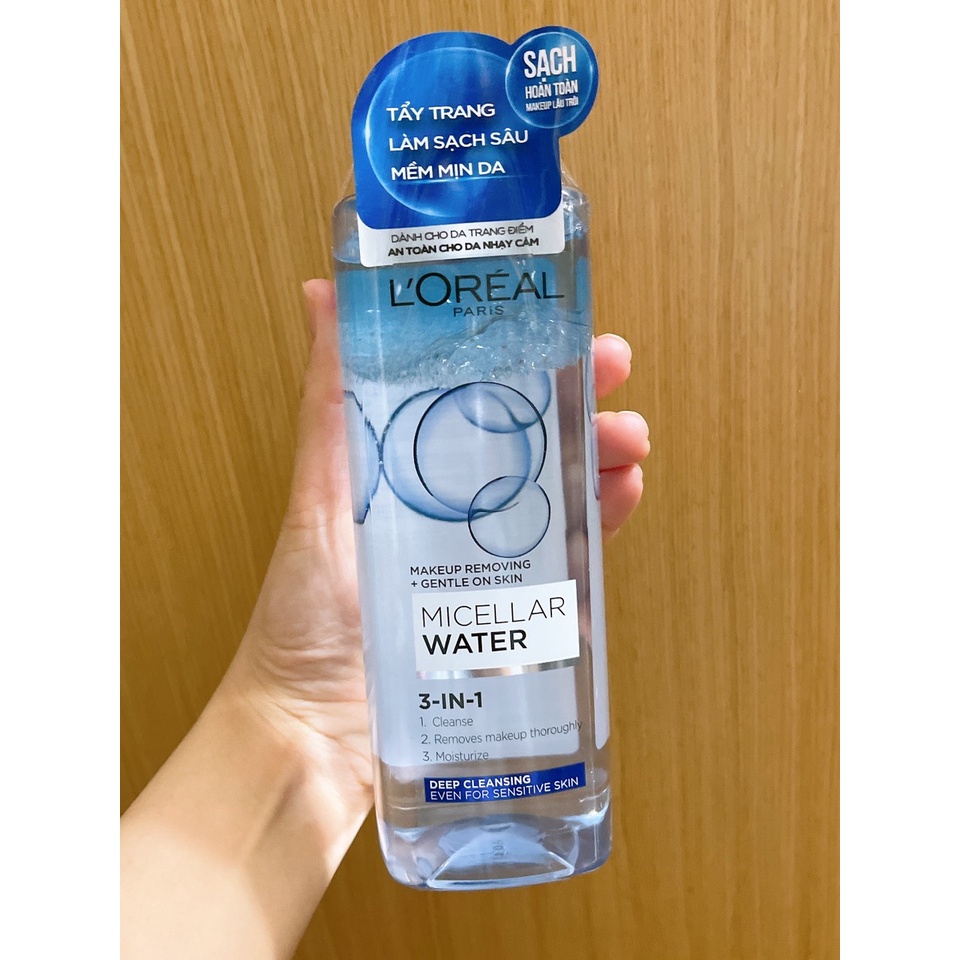 SẠCH
HOÀN TOÀN
MAKEUP LÂU TRÔI
TẨY TRANG
LÀM SẠCH SÂU
MỀM MỊN DA
DÀNH CHO DA TRANG ĐIỂM
AN TOÀN CHO DA NHẠY CẢM
L'ORÉAL
PARIS
MAKEUP REMOVING
+ GENTLE ON SKIN
MICELLAR
WATER
3-IN-1
1. Cleanse
2. Removes makeup thoroughly
3. Moisturize
DEEP CLEANSING
EVEN FOR SENSITIVE SKIN